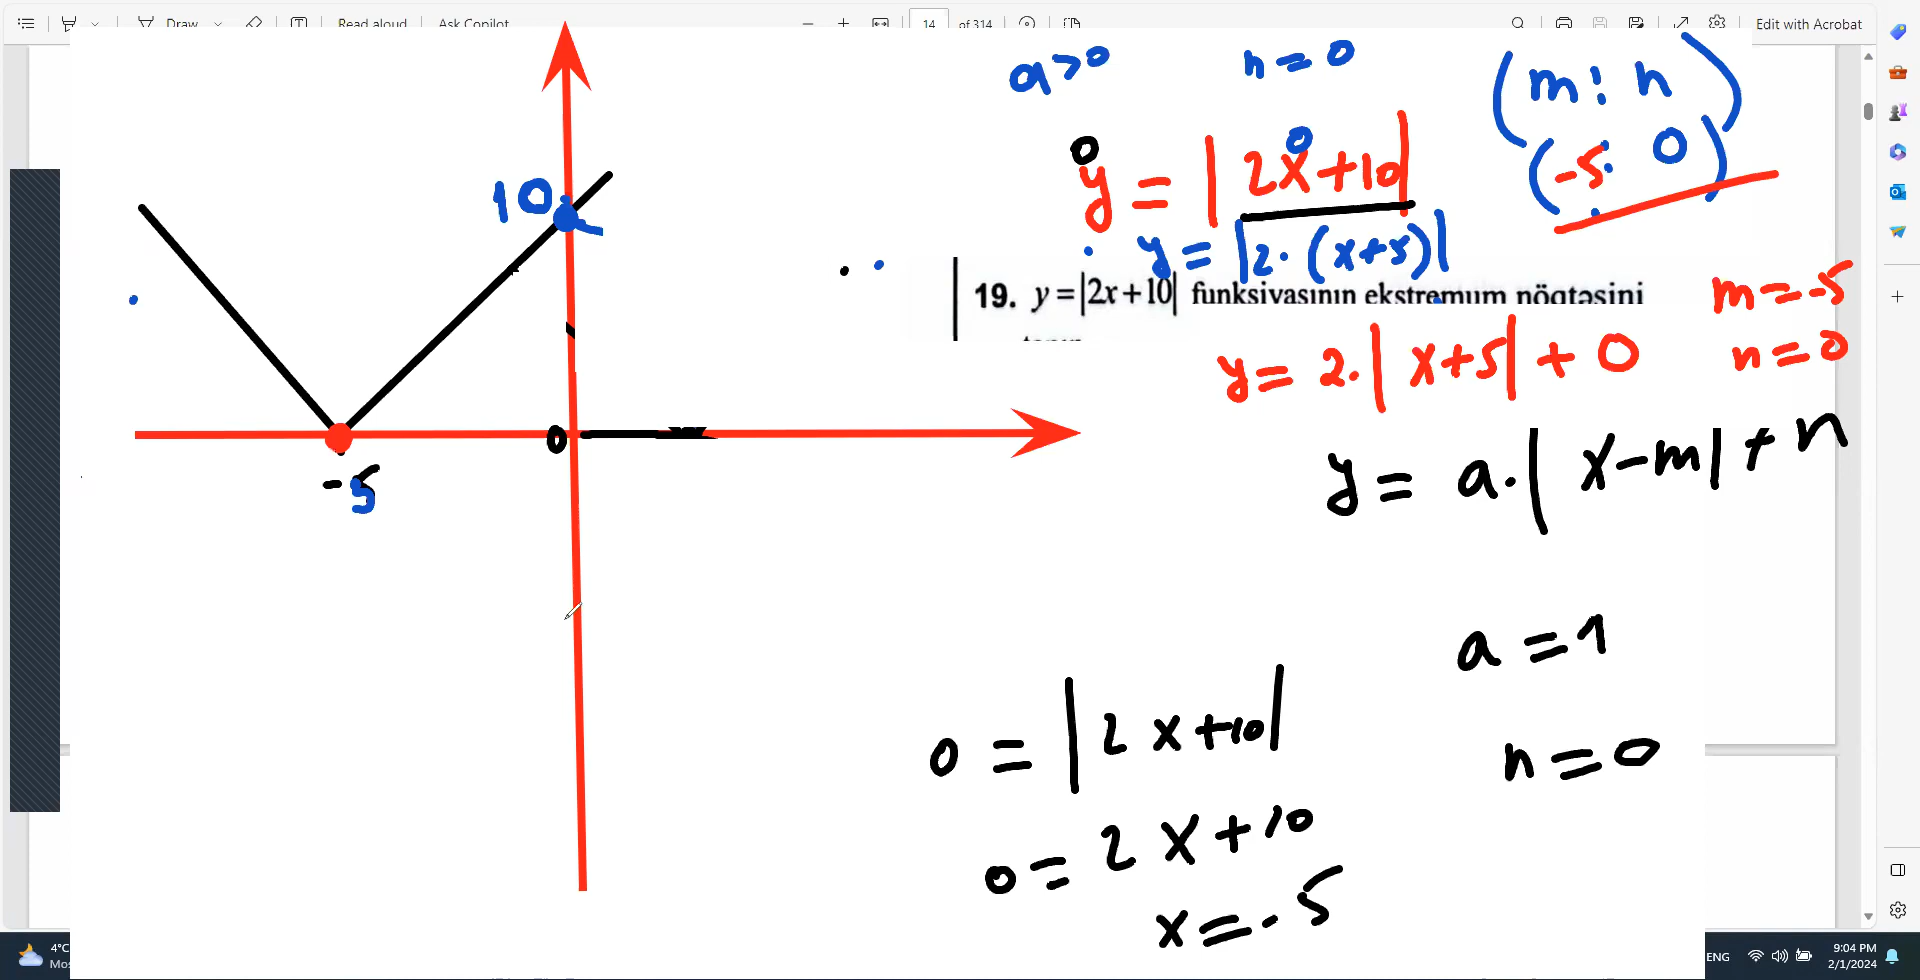 Draw
Read aloud
Ask Copilot
14 of 314
Edit with Acrobat
a>0
n=0
(m; n)
(-5; 0)
0
y = |2x+10|
0
y = |2·(x+5)|
19. y=|2x+10| funksiyasının ekstremum nöqtəsini
m=-5
n=0
y= 2·|x+5|+0
y= a·|x-m|+n
a=1
n=0
0 = |2x+10|
0= 2x+10
x=-5
10
0
-5
4°C
ENG
9:04 PM
2/1/2024